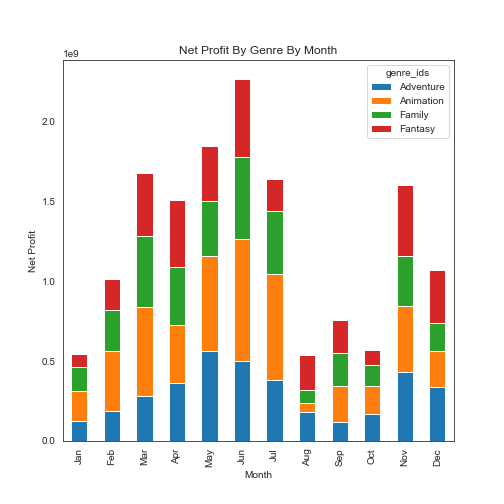 Net Profit By Genre By Month
1e9
genre_ids
Adventure
Animation
Family
Fantasy
2.0
1.5
1.0
0.5
0.0
Net Profit
Jan
Feb
Mar
Apr
May
Jun
Jul
Aug
Sep
Oct
Nov
Dec
Month